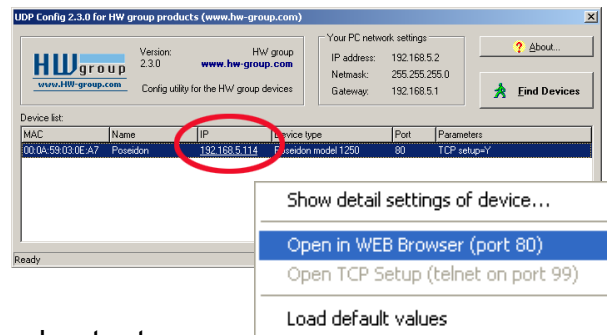 UDP Config 2.3.0 for HW group products (www.hw-group.com)
HW group
www.HW-group.com
Version: HW group
2.3.0 www.hw-group.com
Config utility for the HW group devices
Your PC network settings
IP address: 192.168.5.2
Netmask: 255.255.255.0
Gateway: 192.168.5.1
? About...
Find Devices
Device list:
MAC Name IP Device type Port Parameters
00:0A:59:03:0E:A7 Poseidon 192.168.5.114 Poseidon model 1250 80 TCP setup=Y
Show detail settings of device...
Open in WEB Browser (port 80)
Open TCP Setup (telnet on port 99)
Load default values
Ready